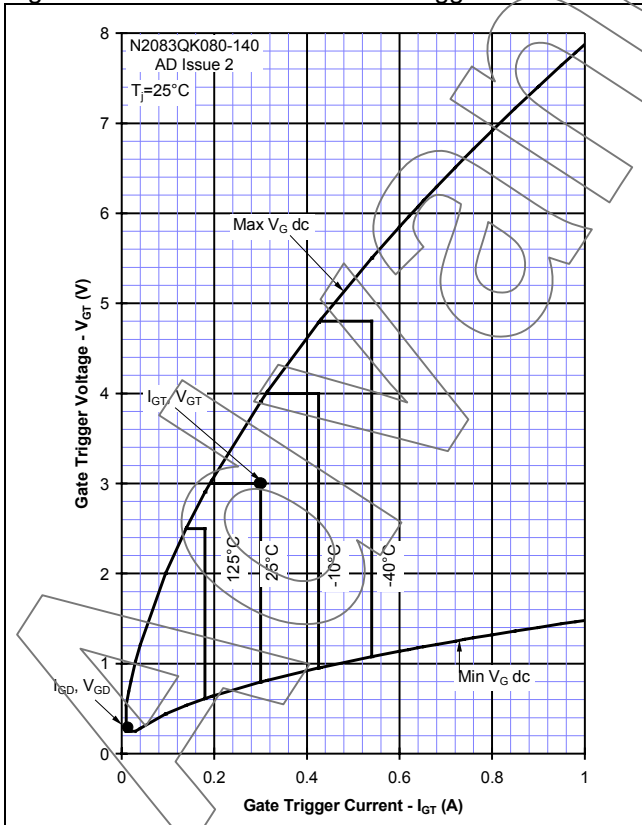 N2083QK080-140
AD Issue 2
Tj=25°C
8
7
6
5
4
3
2
1
0
Gate Trigger Voltage - VGT (V)
Max VG dc
IGT, VGT
125°C
25°C
-10°C
-40°C
IGD, VGD
Min VG dc
0
0.2
0.4
0.6
0.8
1
Gate Trigger Current - IGT (A)